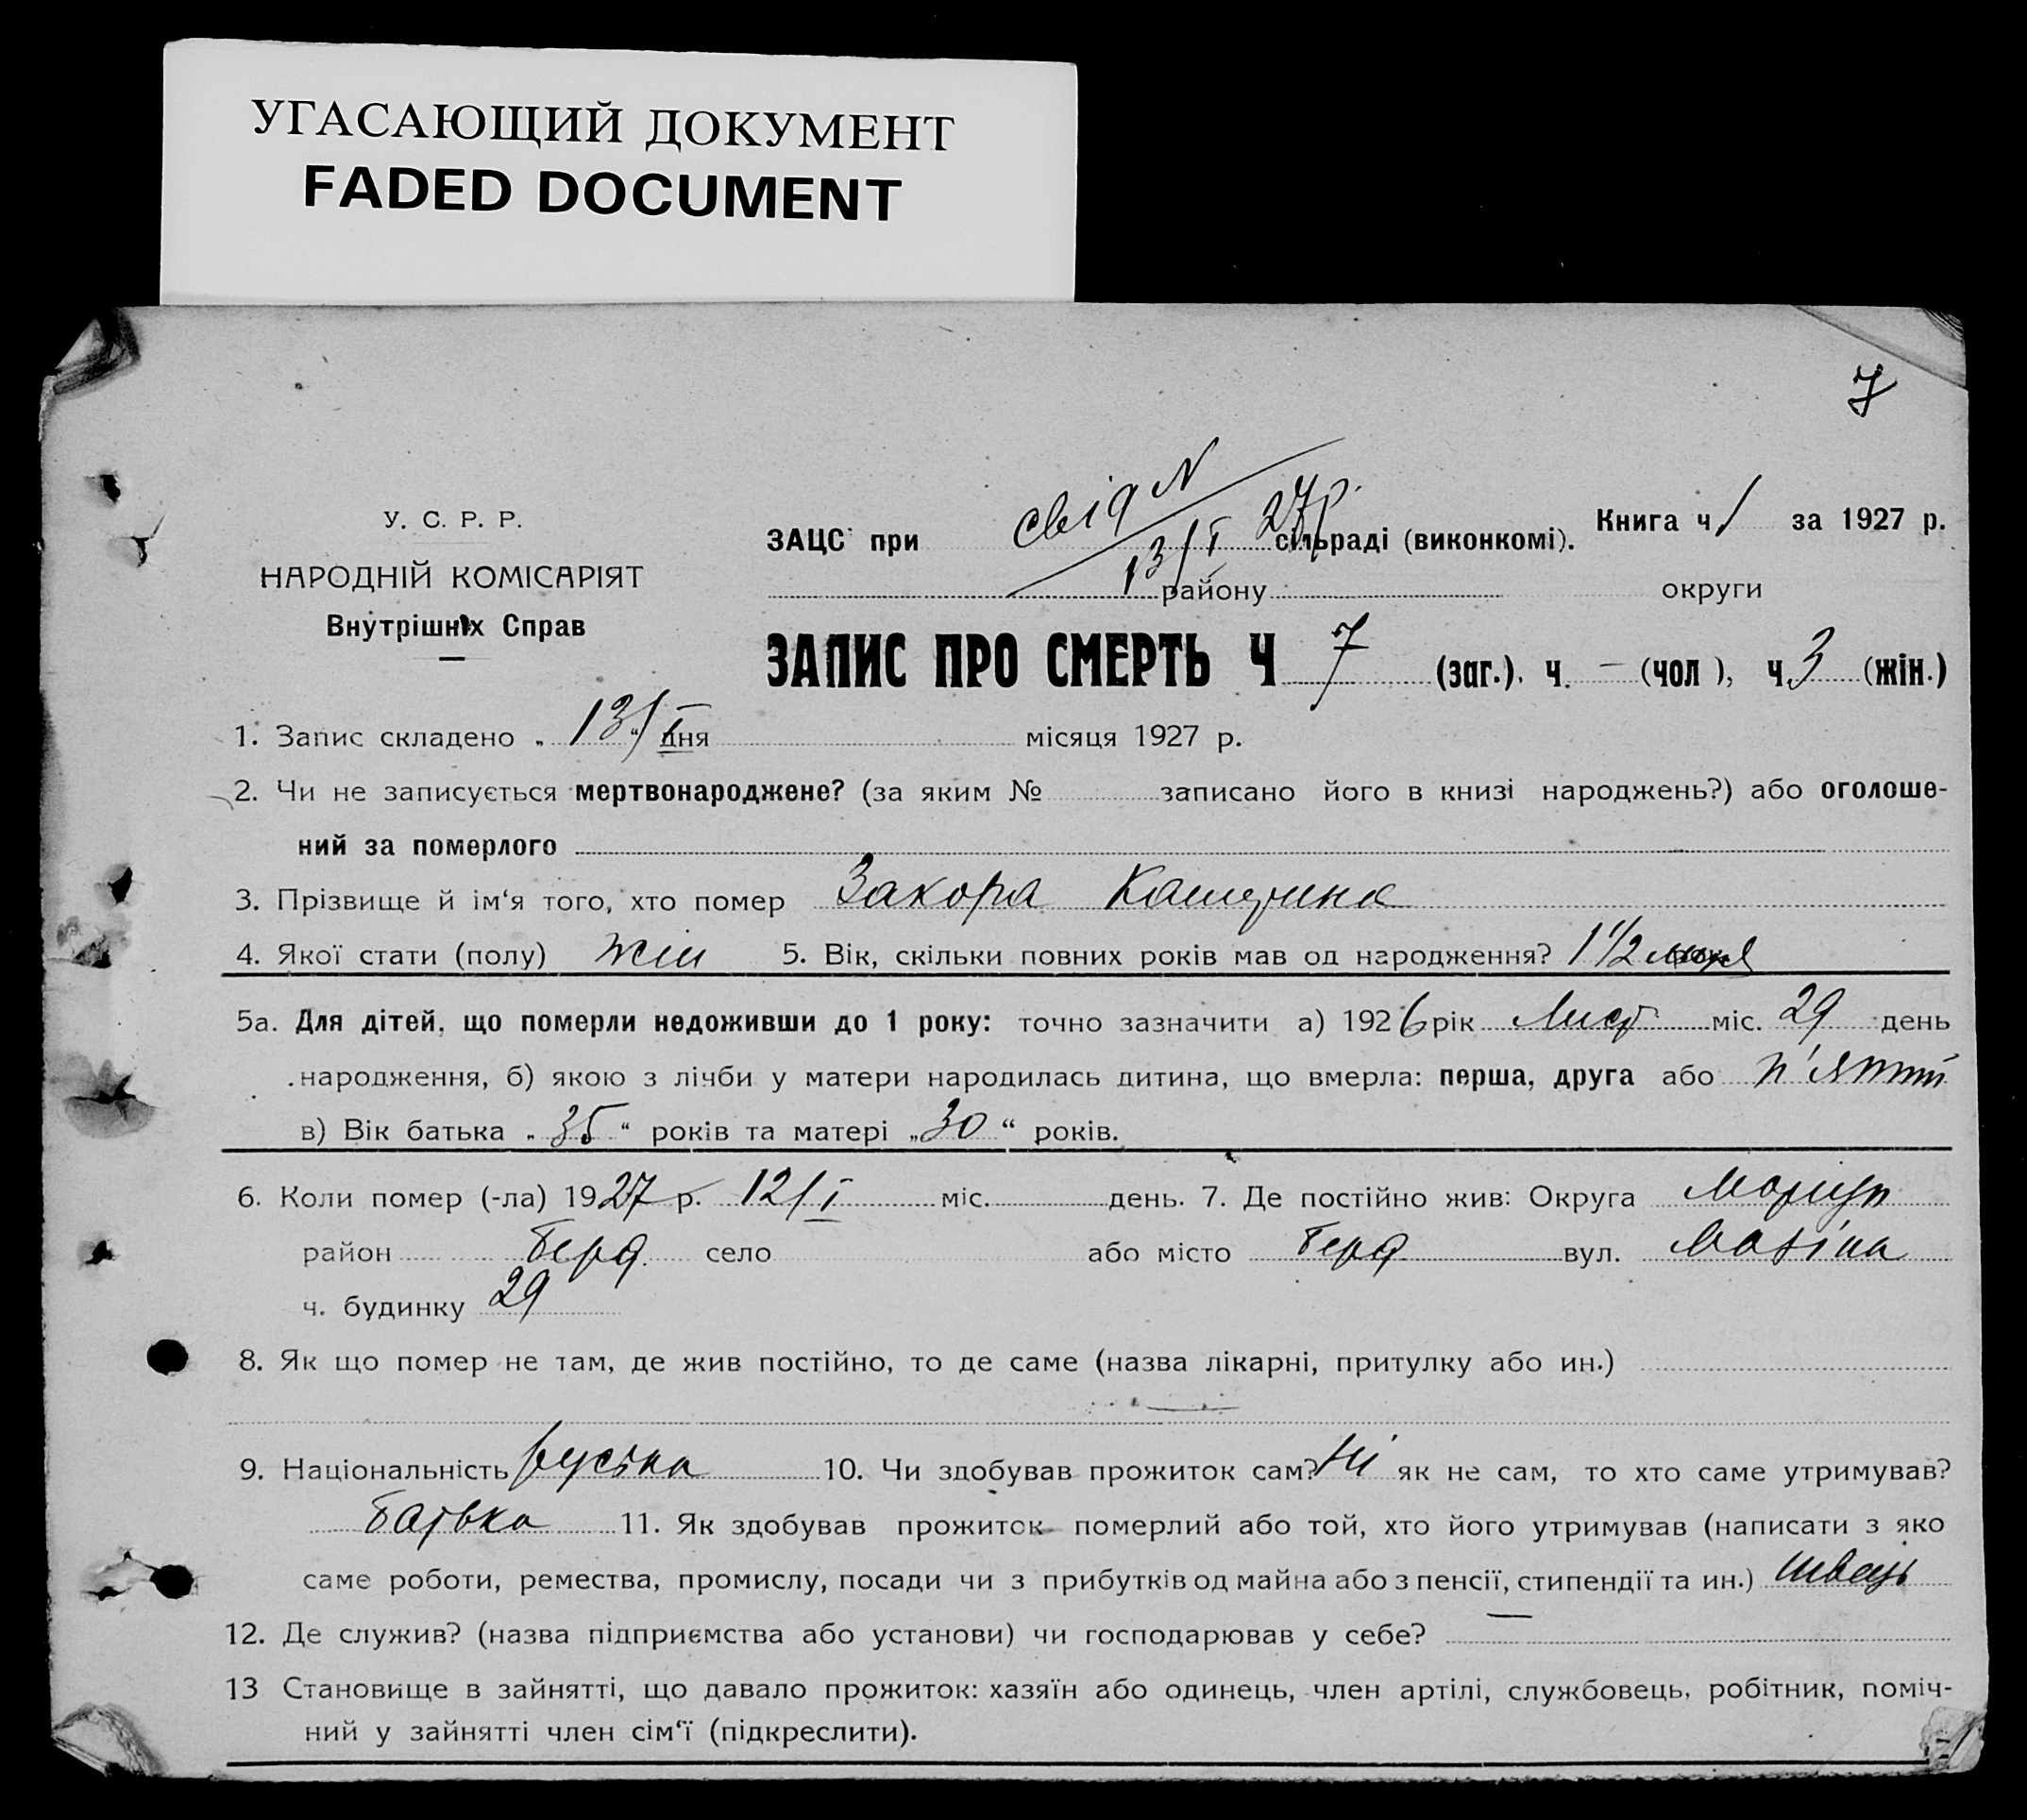 УГАСАЮЩИЙ ДОКУМЕНТ
FADED DOCUMENT
7
У. С. Р. Р.
НАРОДНІЙ КОМІСАРІЯТ
Внутрішніх Справ
свід N
13/I 27р.
ЗАЦС при сільраді (виконкомі). Книга ч 1 за 1927 р.
району округи
ЗАПИС ПРО СМЕРТЬ Ч 7 (заг.). ч. — (чол ), ч 3 (жін.)
1. Запис складено „ 13/I “ дня місяця 1927 р.
2. Чи не записується мертвонароджене? (за яким № записано його в книзі народжень?) або оголоше-
ний за померлого
3. Прізвище й ім‘я того, хто помер Захора
4. Якої стати (полу) жін 5. Вік, скільки повних років мав од народження? 1 1/2
5а. Для дітей, що померли недоживши до 1 року: точно зазначити а) 1926 рік Лист міс. 29 день
народження, б) якою з лічби у матери народилась дитина, що вмерла: перша, друга або п'ятий
в) Вік батька „ 35 “ років та матері „ 30 “ років.
6. Коли помер (-ла) 1927 р. 12/I міс. день. 7. Де постійно жив: Округа Маріуп
район Берд. село або місто Берд вул.
ч. будинку 29
8. Як що помер не там, де жив постійно, то де саме (назва лікарні, притулку або ин.)
—
9. Національність руська 10. Чи здобував прожиток сам? Ні як не сам, то хто саме утримував?
батько 11. Як здобував прожиток померлий або той, хто його утримував (написати з яко
саме роботи, ремества, промислу, посади чи з прибутків од майна або з пенсії, стипендії та ин.) швець
12. Де служив? (назва підприємства або установи) чи господарював у себе? —
13 Становище в зайнятті, що давало прожиток: хазяїн або одинець, член артілі, службовець, робітник, поміч-
ний у зайнятті член сім‘ї (підкреслити).